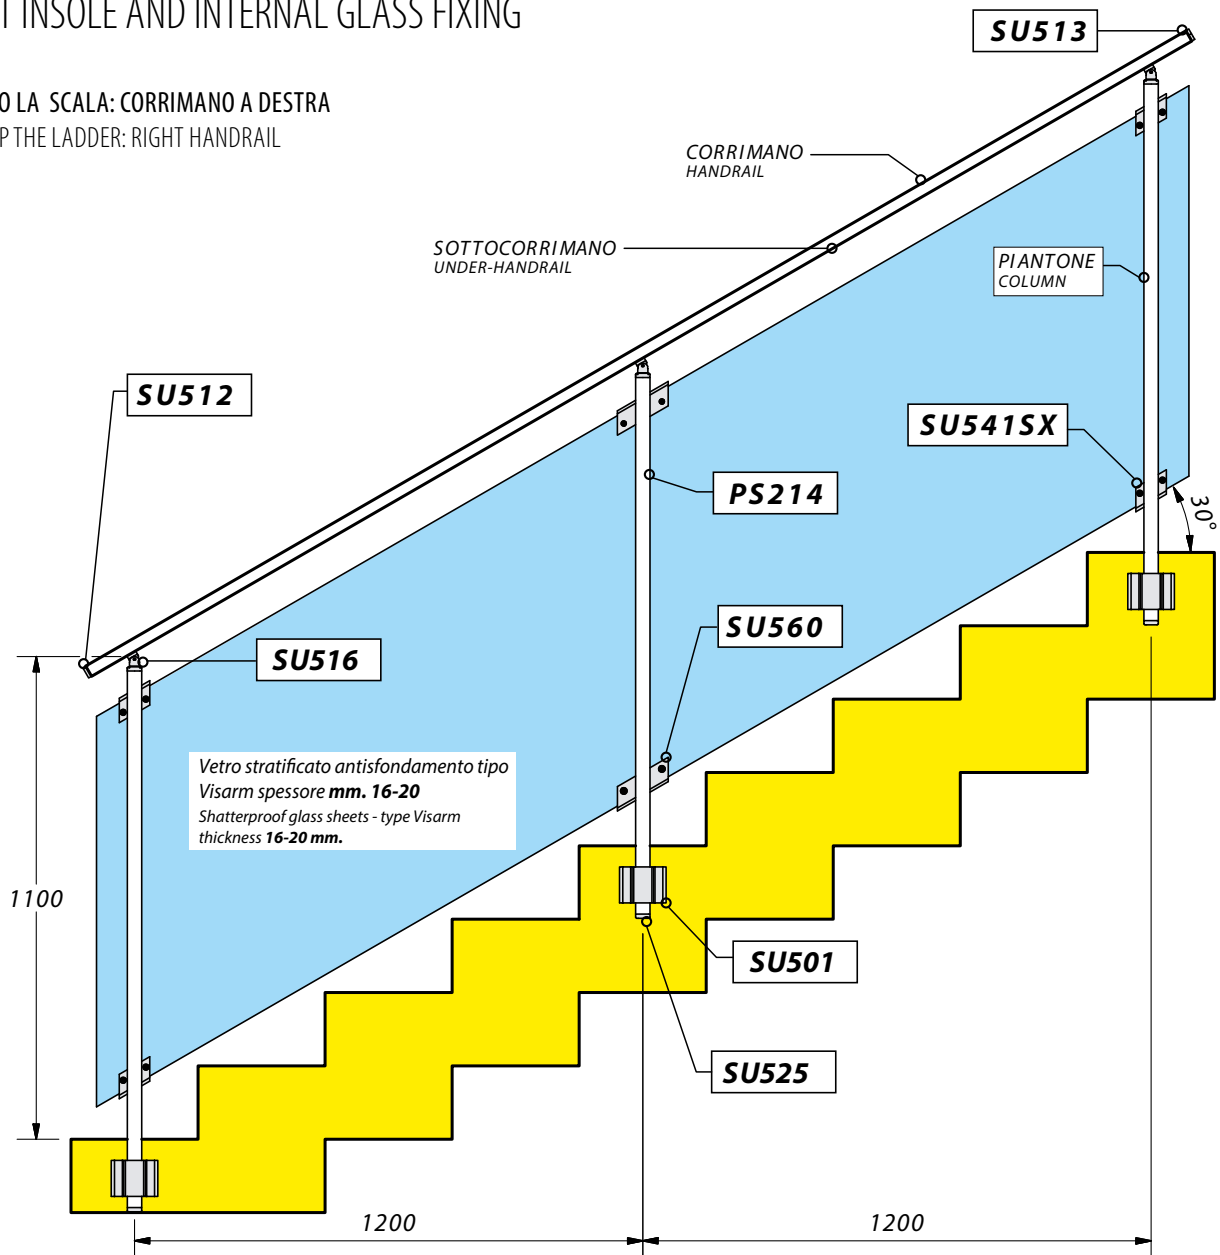 T INSOLE AND INTERNAL GLASS FIXING
O LA SCALA: CORRIMANO A DESTRA
P THE LADDER: RIGHT HANDRAIL
SU513
CORRIMANO
HANDRAIL
SOTTOCORRIMANO
UNDER-HANDRAIL
PIANTONE
COLUMN
SU512
SU541SX
PS214
30°
SU560
SU516
Vetro stratificato antisfondamento tipo
Visarm spessore mm. 16-20
Shatterproof glass sheets - type Visarm
thickness 16-20 mm.
1100
SU501
SU525
1200
1200